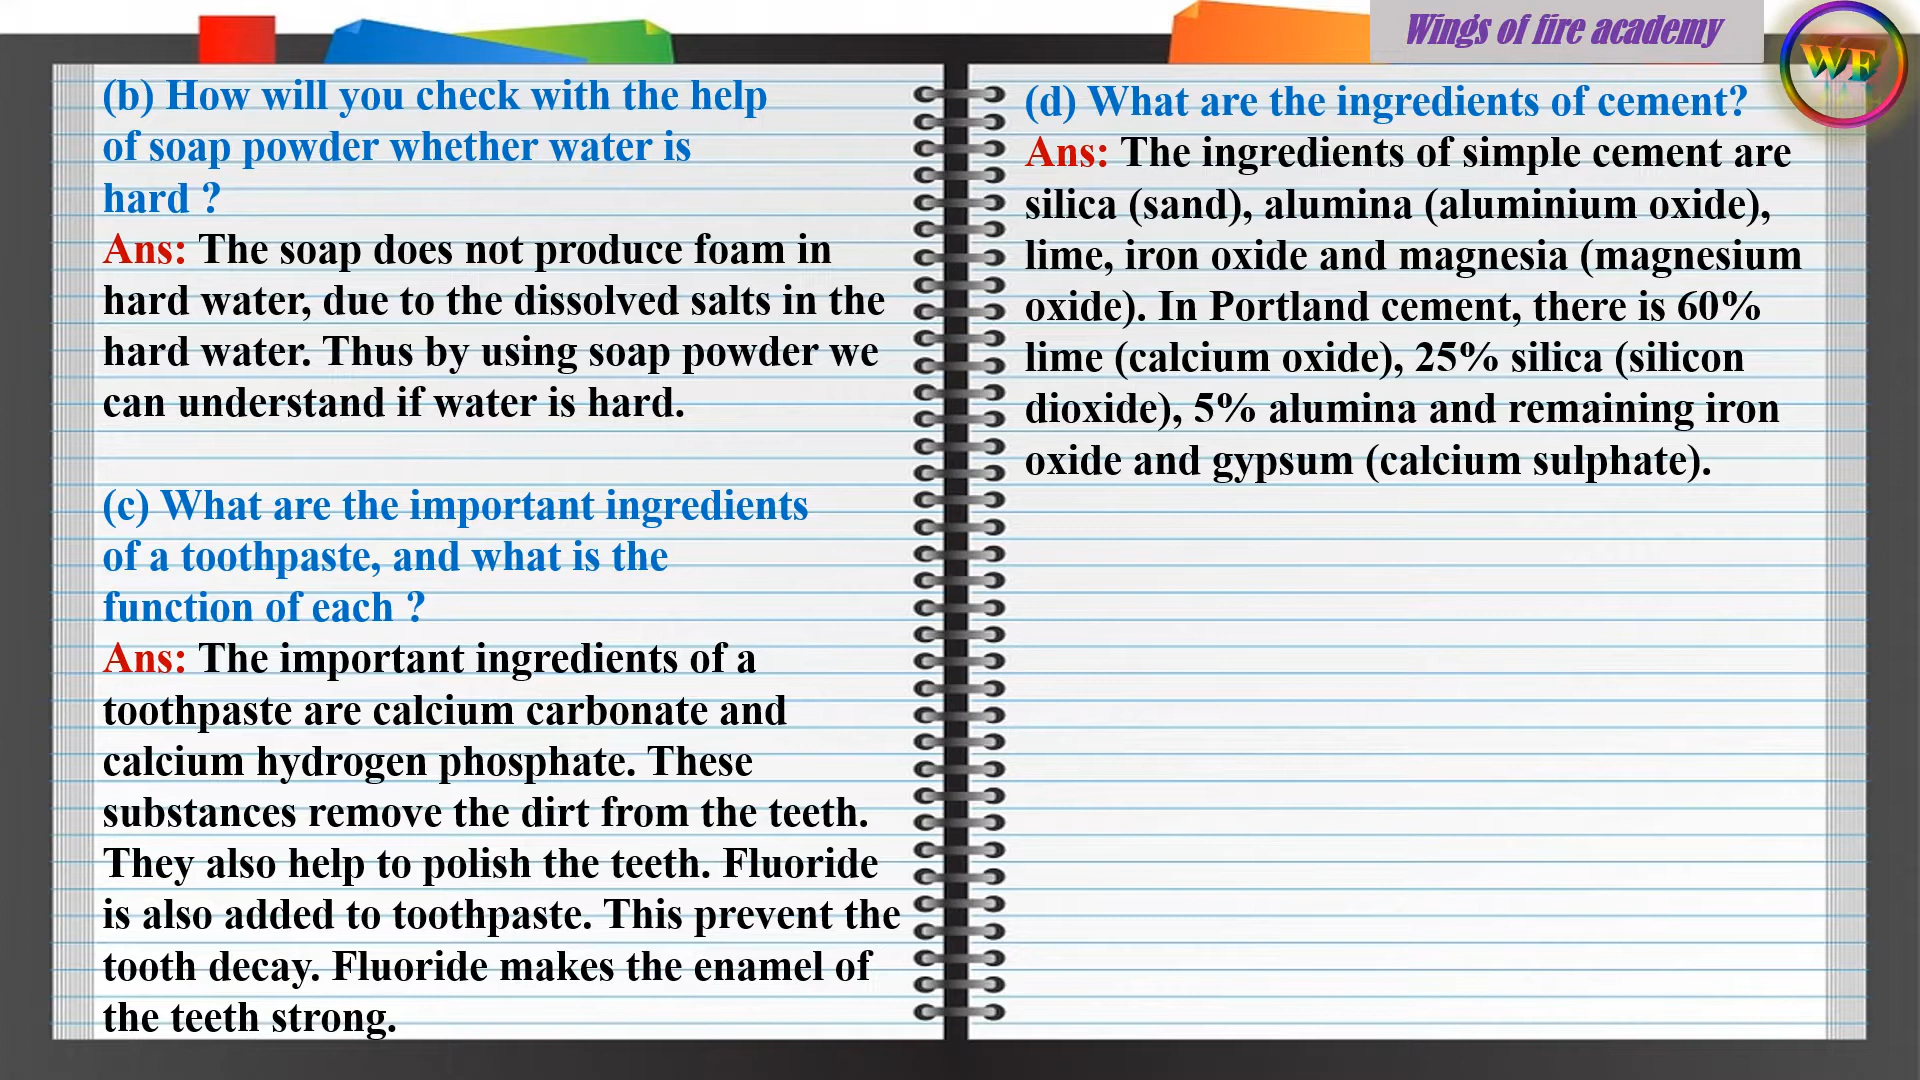 Wings of fire academy
WE
(b) How will you check with the help
of soap powder whether water is
hard ?
Ans: The soap does not produce foam in
hard water, due to the dissolved salts in the
hard water. Thus by using soap powder we
can understand if water is hard.
(c) What are the important ingredients
of a toothpaste, and what is the
function of each ?
Ans: The important ingredients of a
toothpaste are calcium carbonate and
calcium hydrogen phosphate. These
substances remove the dirt from the teeth.
They also help to polish the teeth. Fluoride
is also added to toothpaste. This prevent the
tooth decay. Fluoride makes the enamel of
the teeth strong.
(d) What are the ingredients of cement?
Ans: The ingredients of simple cement are
silica (sand), alumina (aluminium oxide),
lime, iron oxide and magnesia (magnesium
oxide). In Portland cement, there is 60%
lime (calcium oxide), 25% silica (silicon
dioxide), 5% alumina and remaining iron
oxide and gypsum (calcium sulphate).